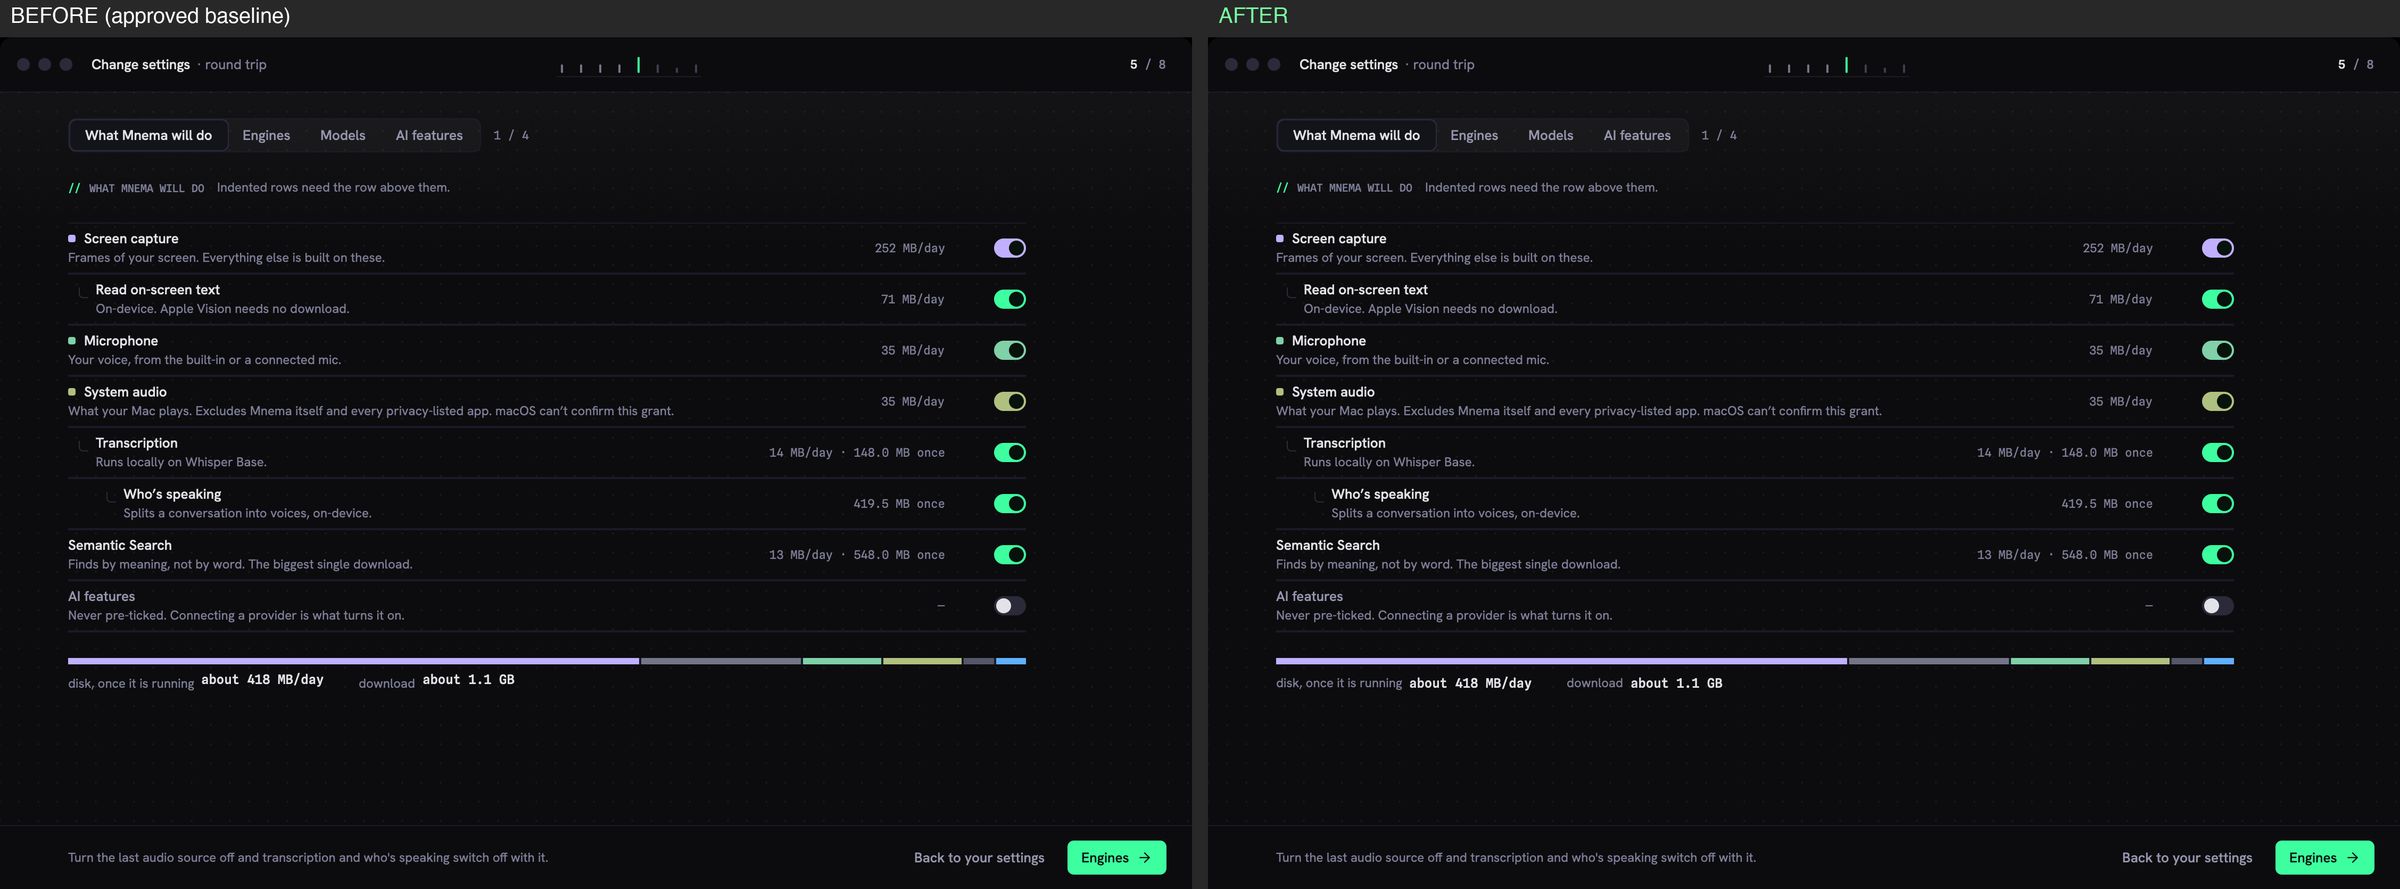 BEFORE (approved baseline)
Change settings · round trip
5 / 8
What Mnema will do Engines Models AI features 1 / 4
// WHAT MNEMA WILL DO Indented rows need the row above them.
Screen capture
Frames of your screen. Everything else is built on these.
252 MB/day
Read on-screen text
On-device. Apple Vision needs no download.
71 MB/day
Microphone
Your voice, from the built-in or a connected mic.
35 MB/day
System audio
What your Mac plays. Excludes Mnema itself and every privacy-listed app. macOS can’t confirm this grant.
35 MB/day
Transcription
Runs locally on Whisper Base.
14 MB/day · 148.0 MB once
Who’s speaking
Splits a conversation into voices, on-device.
419.5 MB once
Semantic Search
Finds by meaning, not by word. The biggest single download.
13 MB/day · 548.0 MB once
AI features
Never pre-ticked. Connecting a provider is what turns it on.
—
disk, once it is running about 418 MB/day download about 1.1 GB
Turn the last audio source off and transcription and who's speaking switch off with it.
Back to your settings
Engines →
AFTER
Change settings · round trip
5 / 8
What Mnema will do Engines Models AI features 1 / 4
// WHAT MNEMA WILL DO Indented rows need the row above them.
Screen capture
Frames of your screen. Everything else is built on these.
252 MB/day
Read on-screen text
On-device. Apple Vision needs no download.
71 MB/day
Microphone
Your voice, from the built-in or a connected mic.
35 MB/day
System audio
What your Mac plays. Excludes Mnema itself and every privacy-listed app. macOS can’t confirm this grant.
35 MB/day
Transcription
Runs locally on Whisper Base.
14 MB/day · 148.0 MB once
Who’s speaking
Splits a conversation into voices, on-device.
419.5 MB once
Semantic Search
Finds by meaning, not by word. The biggest single download.
13 MB/day · 548.0 MB once
AI features
Never pre-ticked. Connecting a provider is what turns it on.
—
disk, once it is running about 418 MB/day download about 1.1 GB
Turn the last audio source off and transcription and who's speaking switch off with it.
Back to your settings
Engines →